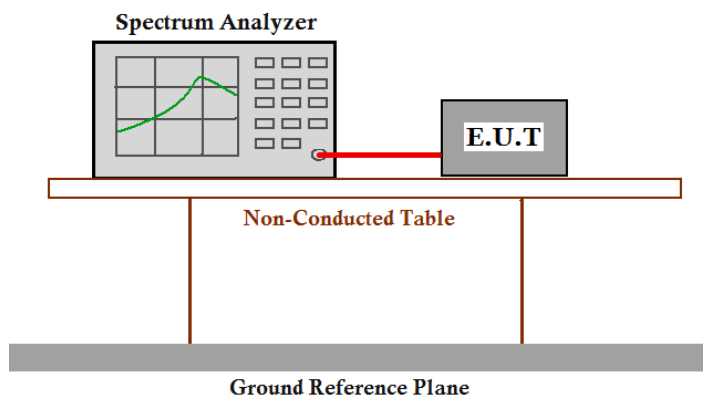 Spectrum Analyzer
E.U.T
Non-Conducted Table
Ground Reference Plane